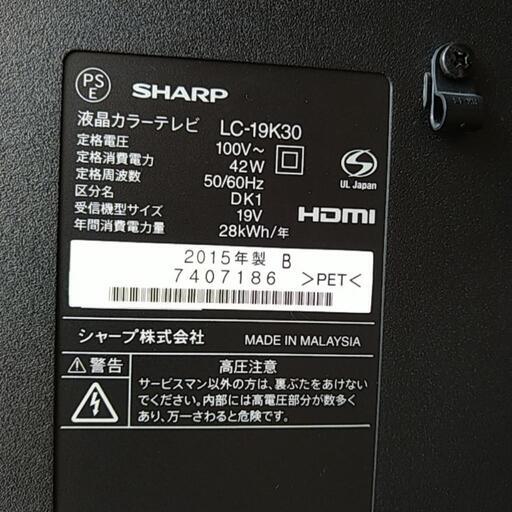 PS
E
SHARP
液晶カラーテレビ LC-19K30
定格電圧 100V～
定格消費電力 42W
定格周波数 50/60Hz
区分名 DK1
受信機型サイズ 19V
年間消費電力量 28kWh/年
S
UL Japan
HDMI
2015年製 B
7407186 >PET<
シャープ株式会社 MADE IN MALAYSIA
⚠警告 高圧注意
サービスマン以外の方は、裏ぶたをあけない
でください。内部には高電圧部分が数多く
あり、万一さわると危険です。